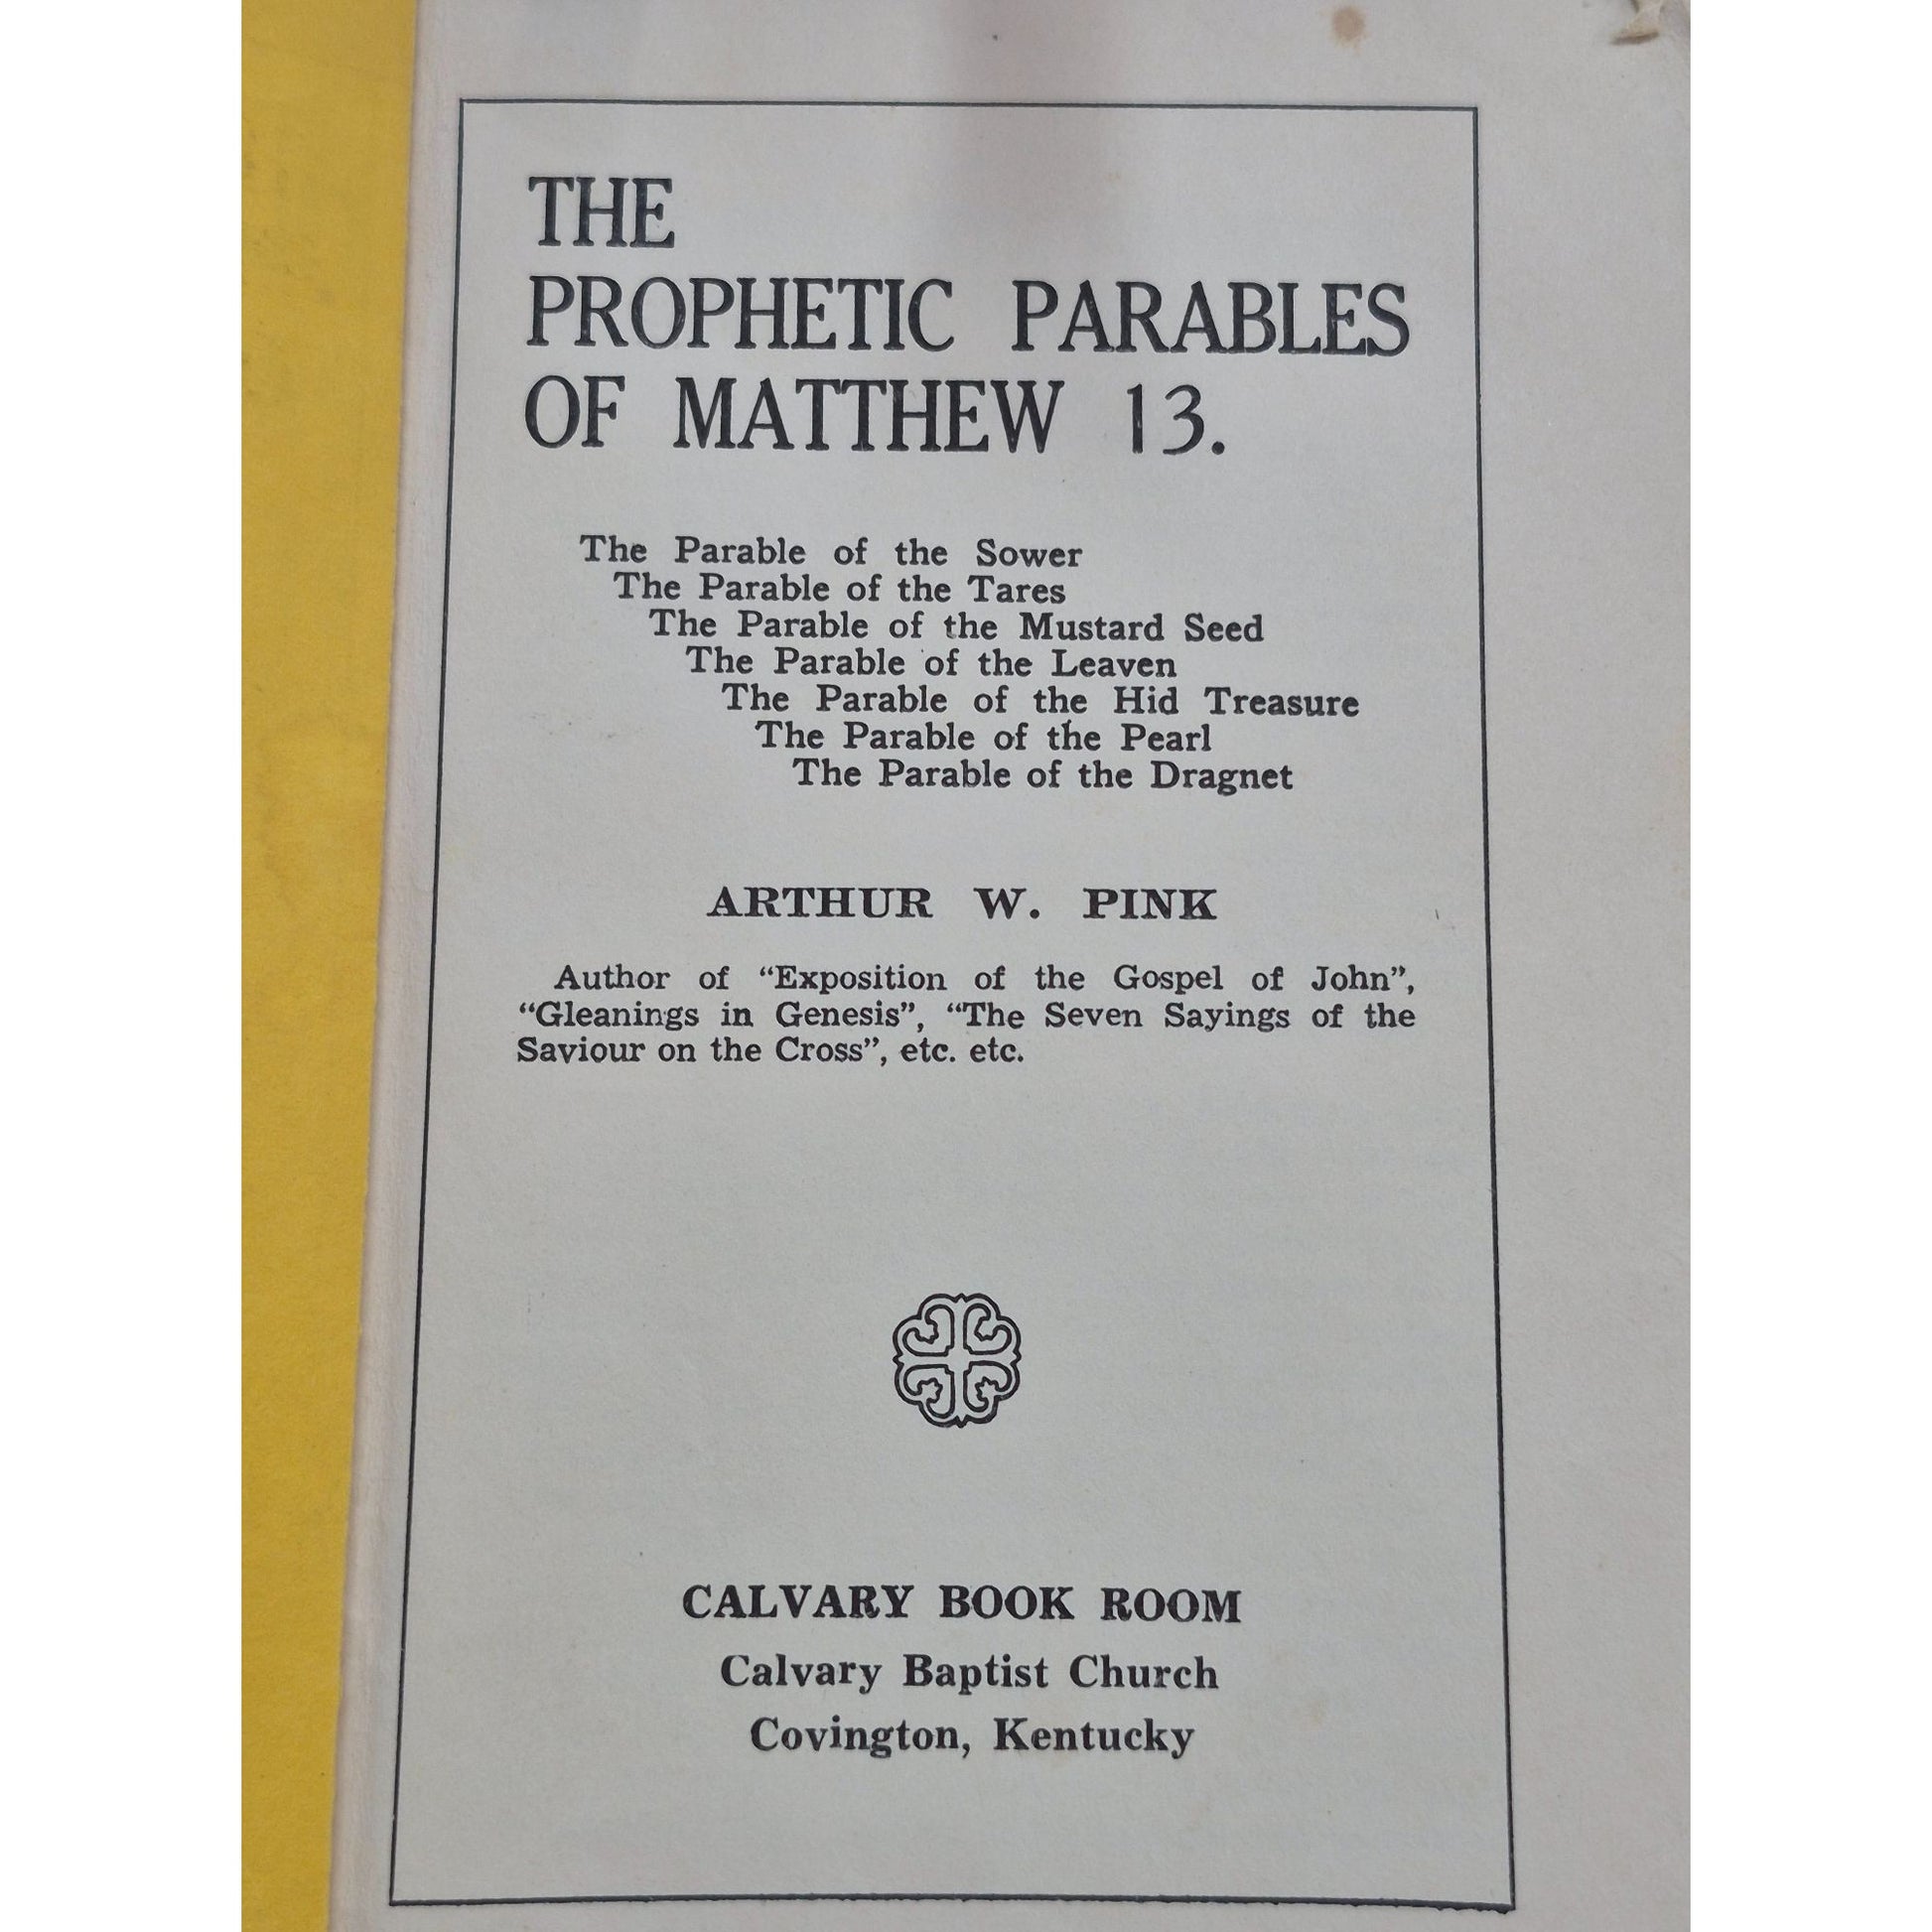 THE
PROPHETIC PARABLES
OF MATTHEW 13.
The Parable of the Sower
The Parable of the Tares
The Parable of the Mustard Seed
The Parable of the Leaven
The Parable of the Hid Treasure
The Parable of the Pearl
The Parable of the Dragnet
ARTHUR W. PINK
Author of “Exposition of the Gospel of John”,
“Gleanings in Genesis”, “The Seven Sayings of the
Saviour on the Cross”, etc. etc.
CALVARY BOOK ROOM
Calvary Baptist Church
Covington, Kentucky